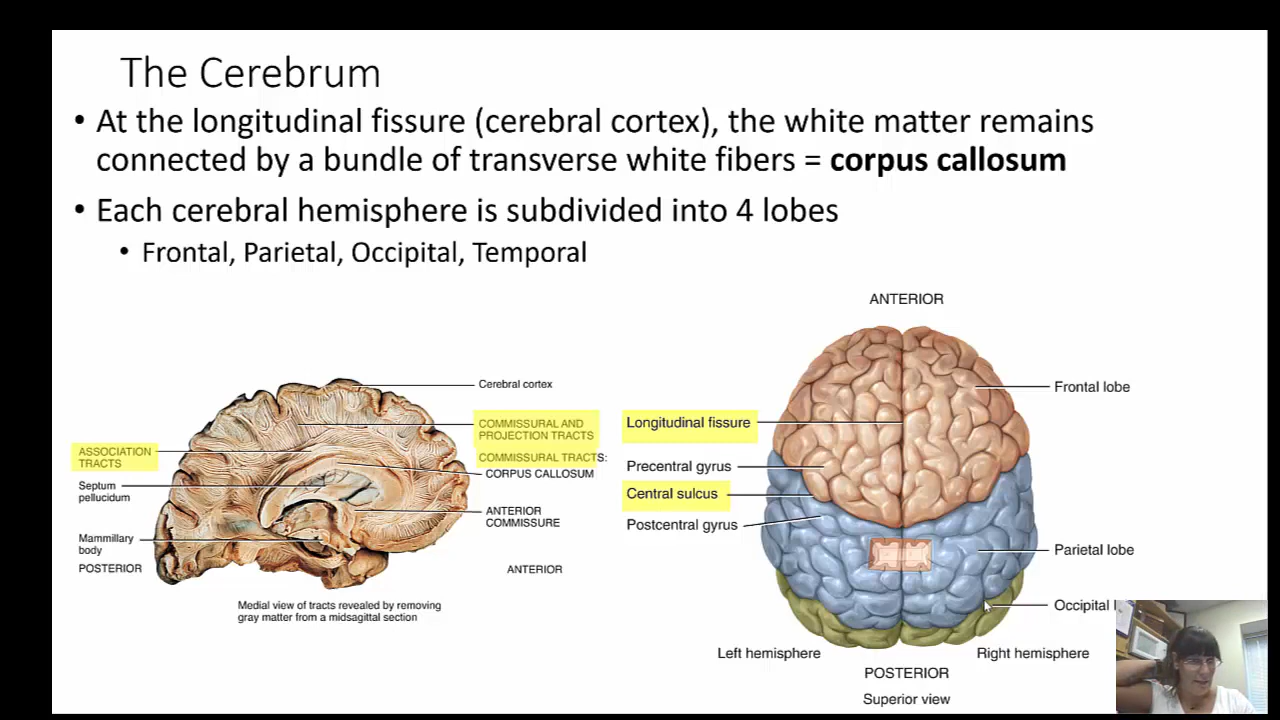 The Cerebrum
• At the longitudinal fissure (cerebral cortex), the white matter remains
connected by a bundle of transverse white fibers = corpus callosum
• Each cerebral hemisphere is subdivided into 4 lobes
• Frontal, Parietal, Occipital, Temporal
Cerebral cortex
COMMISSURAL AND
PROJECTION TRACTS
COMMISSURAL TRACTS:
CORPUS CALLOSUM
ANTERIOR
COMMISSURE
ANTERIOR
ASSOCIATION
TRACTS
Septum
pellucidum
Mammillary
body
POSTERIOR
Medial view of tracts revealed by removing
gray matter from a midsagittal section
ANTERIOR
Longitudinal fissure
Precentral gyrus
Central sulcus
Postcentral gyrus
Frontal lobe
Parietal lobe
Occipital
Left hemisphere
Right hemisphere
POSTERIOR
Superior view